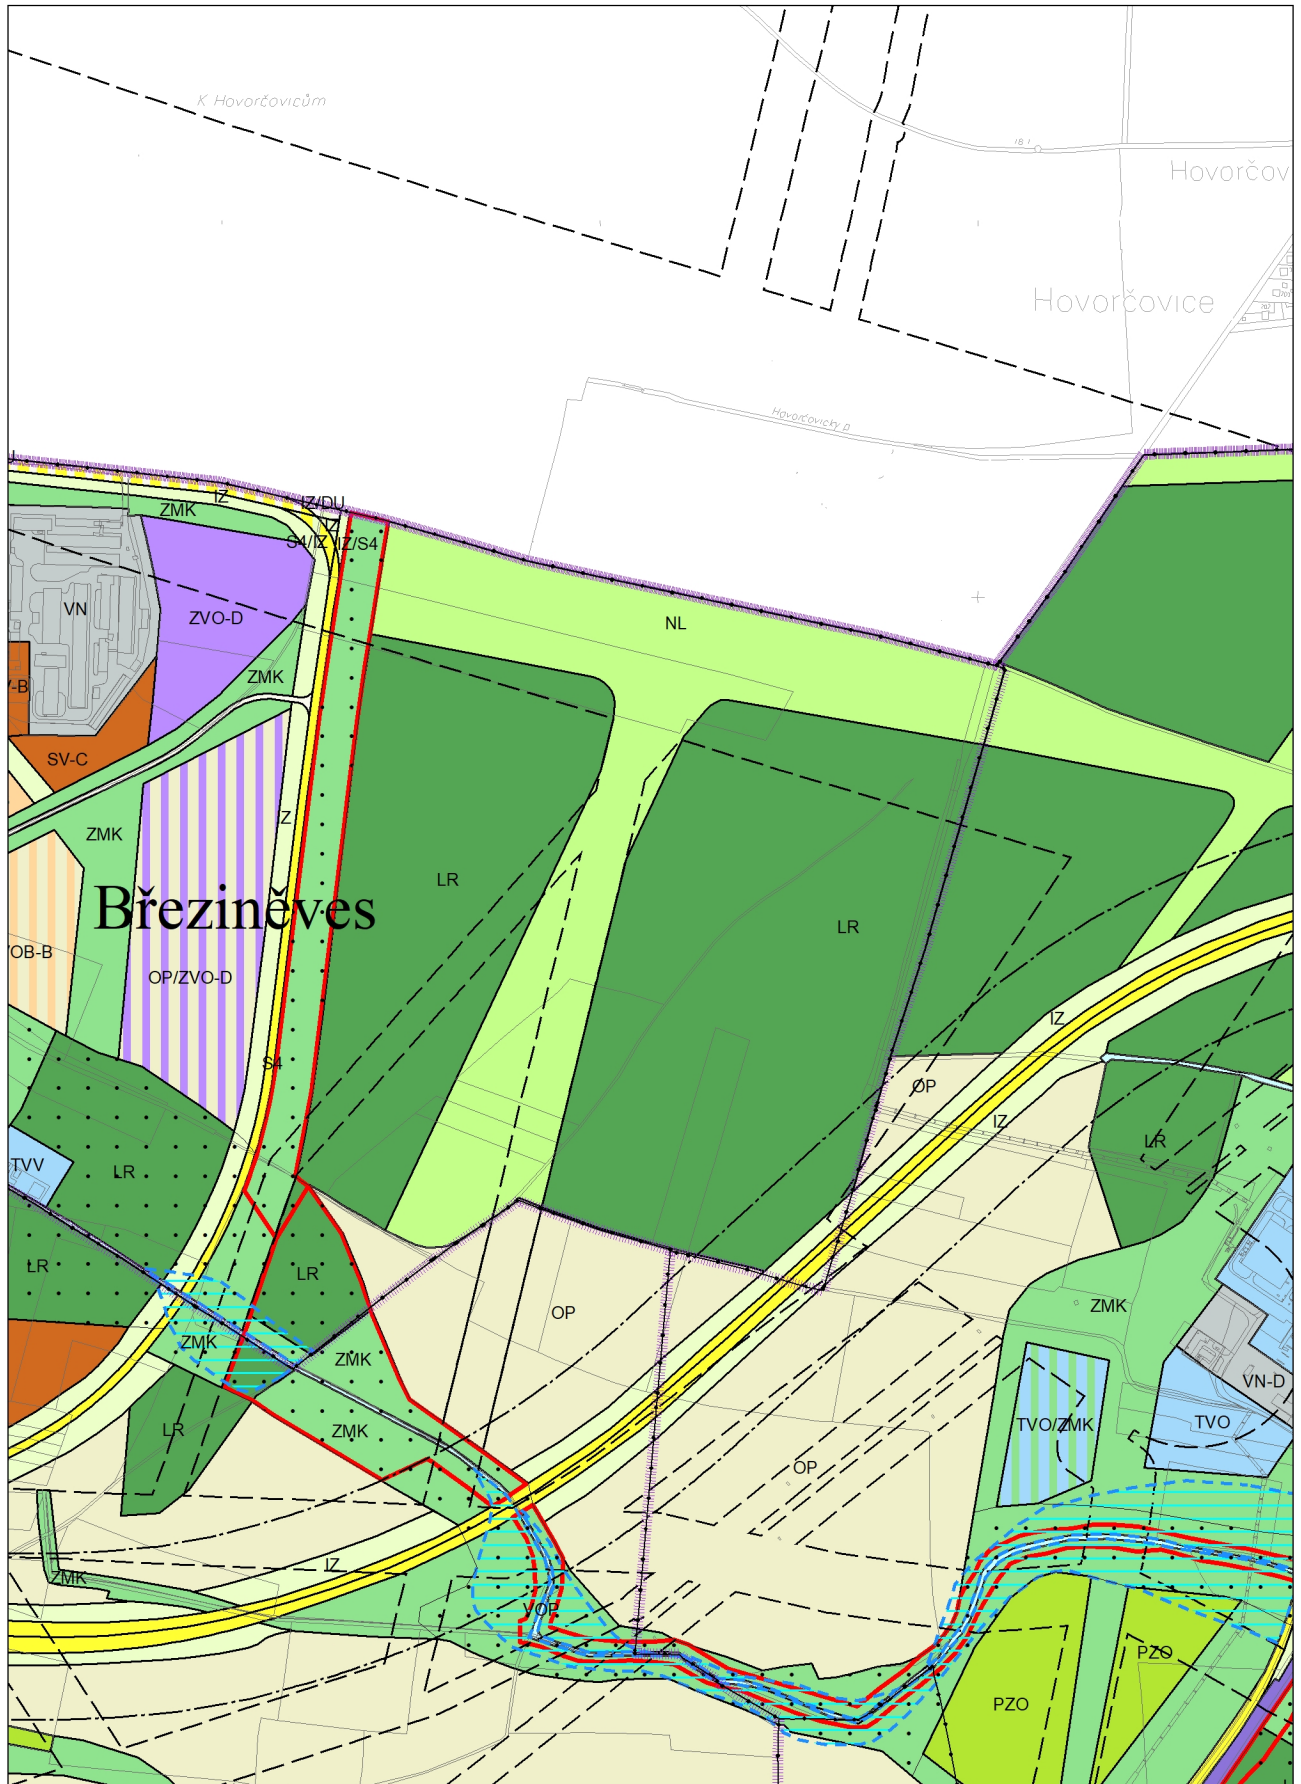 K Hovorčovicům
Hovorčov
Hovorčovice
Hovorčovický p
IZ
IZ/DU
ZMK
IZ
S4/IZ
IZ/S4
VN
ZVO-D
NL
ZMK
-B
SV-C
IZ
ZMK
LR
Březiněves
LR
OB-B
OP/ZVO-D
IZ
S4
OP
IZ
LR
TVV
LR
LR
LR
ZMK
OP
ZMK
ZMK
VN-D
LR
ZMK
TVO/ZMK
TVO
OP
IZ
ZMK
VOP
PZO
PZO